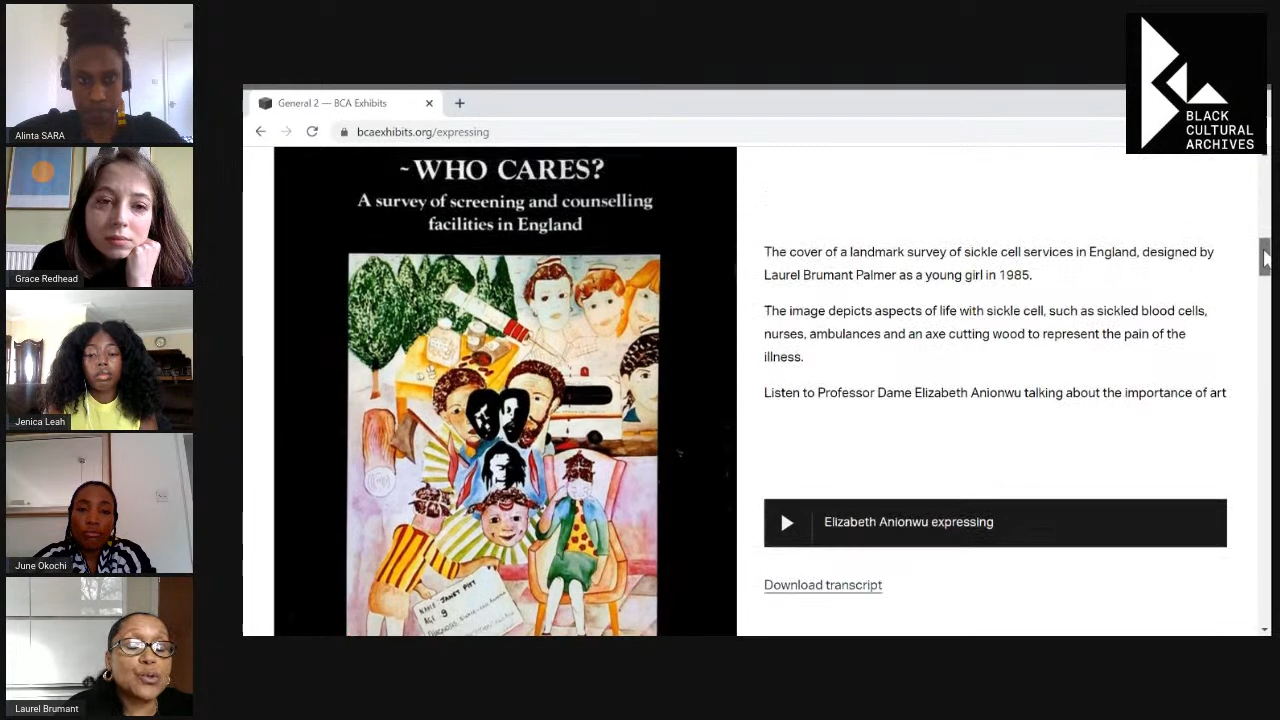 Alinta SARA
Grace Redhead
Jenica Leah
June Okochi
Laurel Brumant
General 2 — BCA Exhibits
bcaexhibits.org/expressing
BLACK
CULTURAL
ARCHIVES
~WHO CARES?
A survey of screening and counselling
facilities in England
NAME JANET PITT
AGE 9
The cover of a landmark survey of sickle cell services in England, designed by
Laurel Brumant Palmer as a young girl in 1985.
The image depicts aspects of life with sickle cell, such as sickled blood cells,
nurses, ambulances and an axe cutting wood to represent the pain of the
illness.
Listen to Professor Dame Elizabeth Anionwu talking about the importance of art
Elizabeth Anionwu expressing
Download transcript